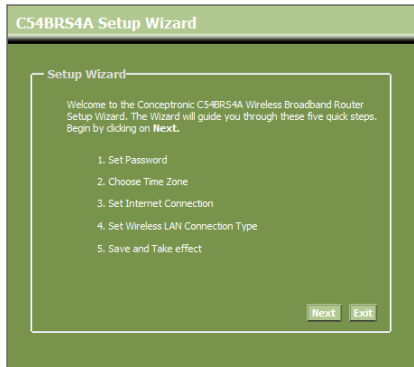 C54BRS4A Setup Wizard
Setup Wizard
Welcome to the Conceptronic C54BRS4A Wireless Broadband Router
Setup Wizard. The Wizard will guide you through these five quick steps.
Begin by clicking on Next.
1. Set Password
2. Choose Time Zone
3. Set Internet Connection
4. Set Wireless LAN Connection Type
5. Save and Take effect
Next Exit